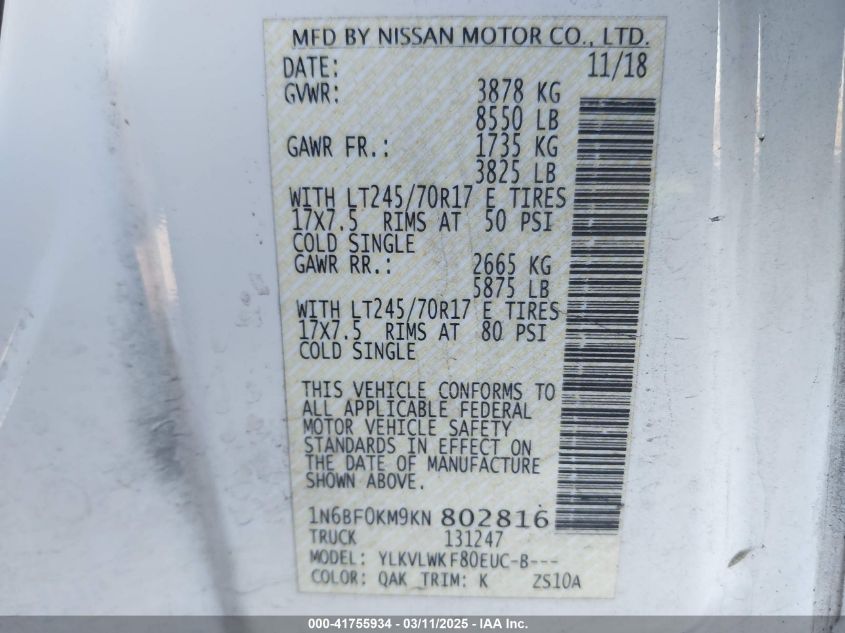 MFD BY NISSAN MOTOR CO., LTD.
DATE: 11/18
GVWR: 3878 KG
8550 LB
GAWR FR.: 1735 KG
3825 LB
WITH LT245/70R17 E TIRES
17X7.5 RIMS AT 50 PSI
COLD SINGLE
GAWR RR.: 2665 KG
5875 LB
WITH LT245/70R17 E TIRES
17X7.5 RIMS AT 80 PSI
COLD SINGLE
THIS VEHICLE CONFORMS TO
ALL APPLICABLE FEDERAL
MOTOR VEHICLE SAFETY
STANDARDS IN EFFECT ON
THE DATE OF MANUFACTURE
SHOWN ABOVE.
1N6BF0KM9KN 802816
TRUCK 131247
MODEL: YLKVLWKF80EUC-B---
COLOR: QAK TRIM: K ZS10A
000-41755934 - 03/11/2025 - IAA Inc.